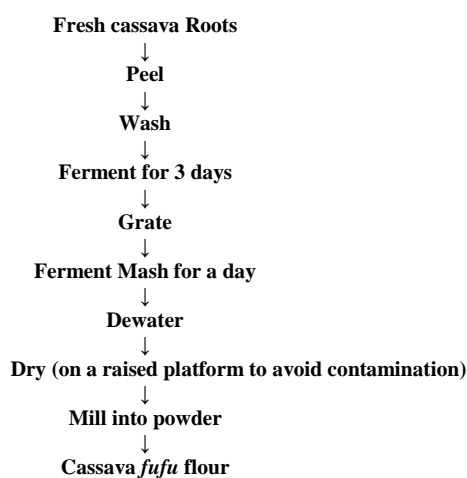 Fresh cassava Roots
↓
Peel
↓
Wash
↓
Ferment for 3 days
↓
Grate
↓
Ferment Mash for a day
↓
Dewater
↓
Dry (on a raised platform to avoid contamination)
↓
Mill into powder
↓
Cassava fufu flour